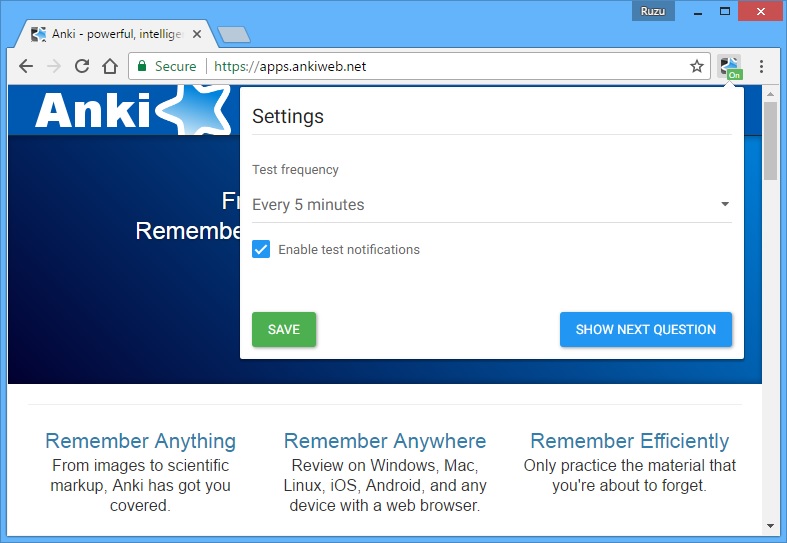 Ruzu
Anki - powerful, intellige
Secure
https://apps.ankiweb.net
On
Anki
Settings
Test frequency
Every 5 minutes
Enable test notifications
SAVE
SHOW NEXT QUESTION
Remember Anything
From images to scientific
markup, Anki has got you
covered.
Remember Anywhere
Review on Windows, Mac,
Linux, iOS, Android, and any
device with a web browser.
Remember Efficiently
Only practice the material that
you're about to forget.